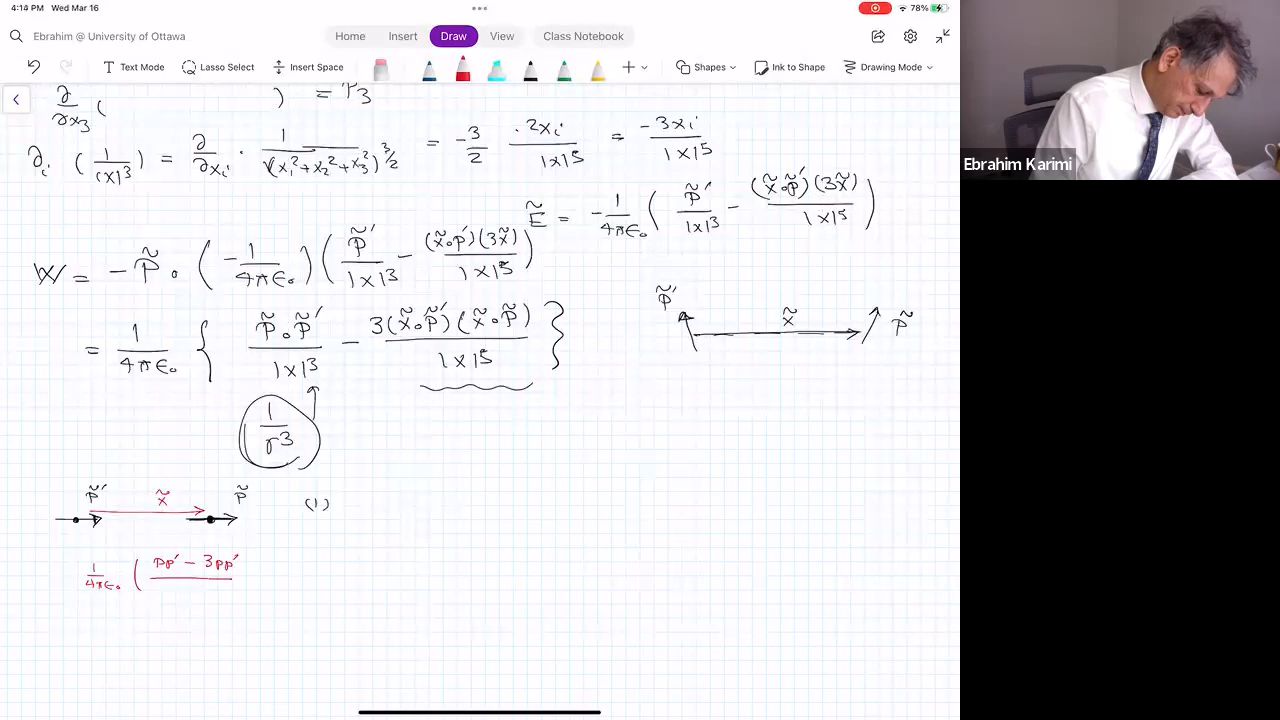 4:14 PM Wed Mar 16
78%
Ebrahim @ University of Ottawa
Home Insert Draw View Class Notebook
Text Mode Lasso Select Insert Space Shapes Ink to Shape Drawing Mode
∂/∂x₃ ( ) = P₃
∂ᵢ (1/|x|³) = ∂/∂xᵢ · 1/(x₁²+x₂²+x₃²)^3/2 = -3/2 · 2xᵢ/|x|⁵ = -3xᵢ/|x|⁵
Ẽ = -1/4πε₀ ( p̃′/|x|³ - (x̃∘p̃′)(3x̃)/|x|⁵ )
W = - p̃ ∘ (-1/4πε₀) ( p̃′/|x|³ - (x̃∘p′)(3x̃)/|x|⁵ )
= 1/4πε₀ { p̃∘p̃′/|x|³ - 3(x̃∘p̃′)(x̃∘p̃)/|x|⁵ }
p̃′ x̃ p̃
1/r³
p̃′ x̃ p̃ (1)
1/4πε₀ ( pp′ - 3pp′
Ebrahim Karimi